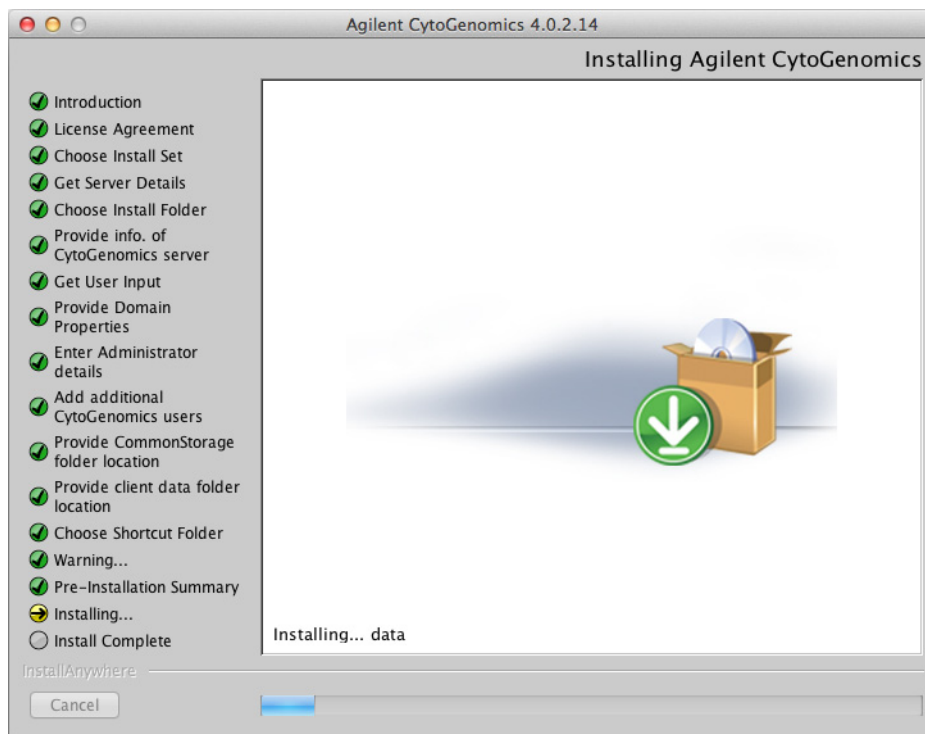 Agilent CytoGenomics 4.0.2.14
Installing Agilent CytoGenomics
Introduction
License Agreement
Choose Install Set
Get Server Details
Choose Install Folder
Provide info. of
CytoGenomics server
Get User Input
Provide Domain
Properties
Enter Administrator
details
Add additional
CytoGenomics users
Provide CommonStorage
folder location
Provide client data folder
location
Choose Shortcut Folder
Warning...
Pre-Installation Summary
Installing...
Install Complete
Installing... data
InstallAnywhere
Cancel